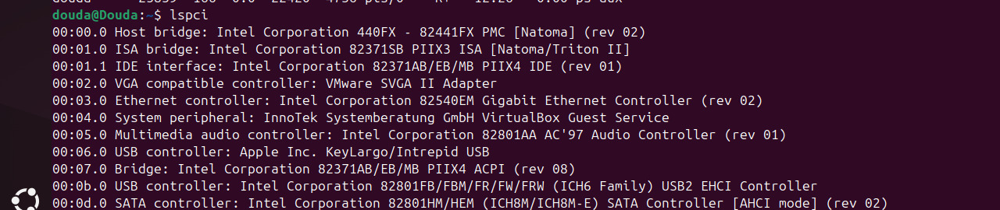 douda@Douda:~$ lspci
00:00.0 Host bridge: Intel Corporation 440FX - 82441FX PMC [Natoma] (rev 02)
00:01.0 ISA bridge: Intel Corporation 82371SB PIIX3 ISA [Natoma/Triton II]
00:01.1 IDE interface: Intel Corporation 82371AB/EB/MB PIIX4 IDE (rev 01)
00:02.0 VGA compatible controller: VMware SVGA II Adapter
00:03.0 Ethernet controller: Intel Corporation 82540EM Gigabit Ethernet Controller (rev 02)
00:04.0 System peripheral: InnoTek Systemberatung GmbH VirtualBox Guest Service
00:05.0 Multimedia audio controller: Intel Corporation 82801AA AC'97 Audio Controller (rev 01)
00:06.0 USB controller: Apple Inc. KeyLargo/Intrepid USB
00:07.0 Bridge: Intel Corporation 82371AB/EB/MB PIIX4 ACPI (rev 08)
00:0b.0 USB controller: Intel Corporation 82801FB/FBM/FR/FW/FRW (ICH6 Family) USB2 EHCI Controller
00:0d.0 SATA controller: Intel Corporation 82801HM/HEM (ICH8M/ICH8M-E) SATA Controller [AHCI mode] (rev 02)